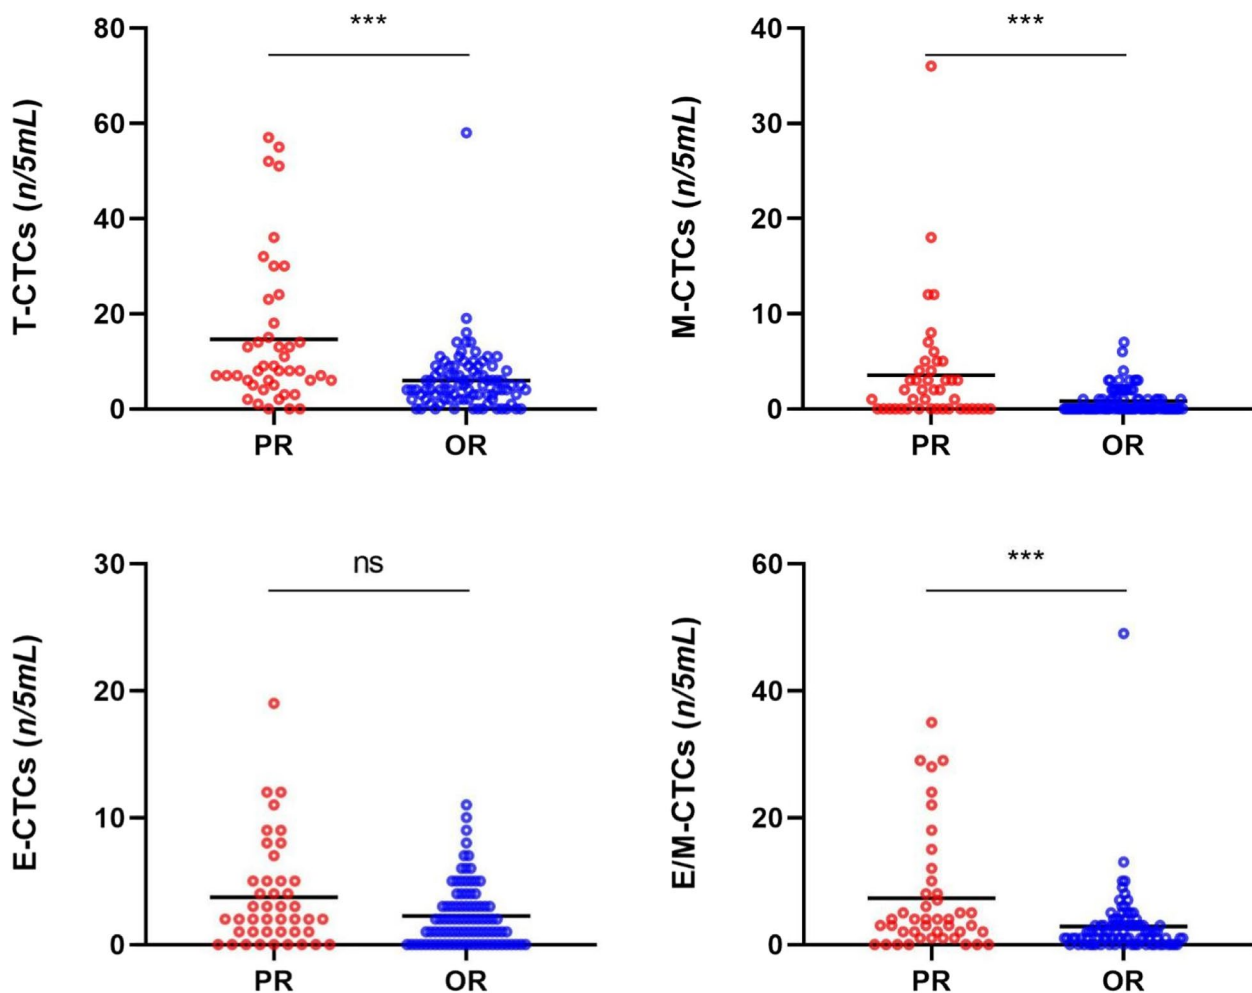 ***
T-CTCs (n/5mL)
80
60
40
20
0
PR
OR
***
M-CTCs (n/5mL)
40
30
20
10
0
PR
OR
ns
E-CTCs (n/5mL)
30
20
10
0
PR
OR
***
E/M-CTCs (n/5mL)
60
40
20
0
PR
OR